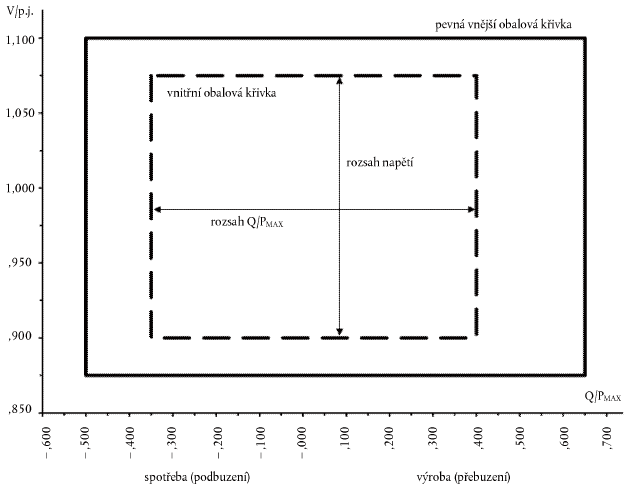 V/p.j.
pevná vnější obalová křivka
1,100
vnitřní obalová křivka
1,050
rozsah napětí
1,000
rozsah Q/PMAX
,950
,900
Q/PMAX
,850
– ,600
– ,500
– ,400
– ,300
– ,200
– ,100
– ,000
,100
,200
,300
,400
,500
,600
,700
spotřeba (podbuzení)
výroba (přebuzení)